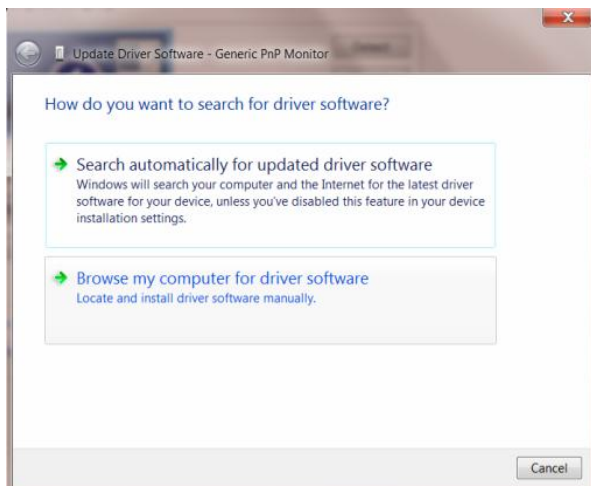 Update Driver Software - Generic PnP Monitor
How do you want to search for driver software?
Search automatically for updated driver software
Windows will search your computer and the Internet for the latest driver
software for your device, unless you've disabled this feature in your device
installation settings.
Browse my computer for driver software
Locate and install driver software manually.
Cancel